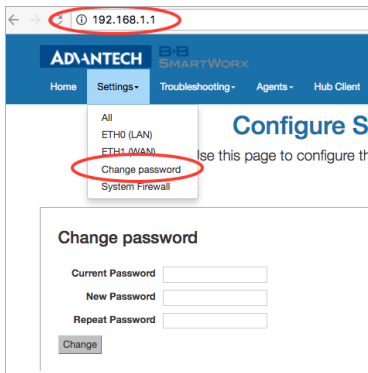 192.168.1.1
ADVANTECH B+B
SMARTWORX
Home Settings Troubleshooting Agents Hub Client
All
ETH0 (LAN)
ETH1 (WAN)
Change password
System Firewall
Configure S
se this page to configure th
Change password
Current Password
New Password
Repeat Password
Change